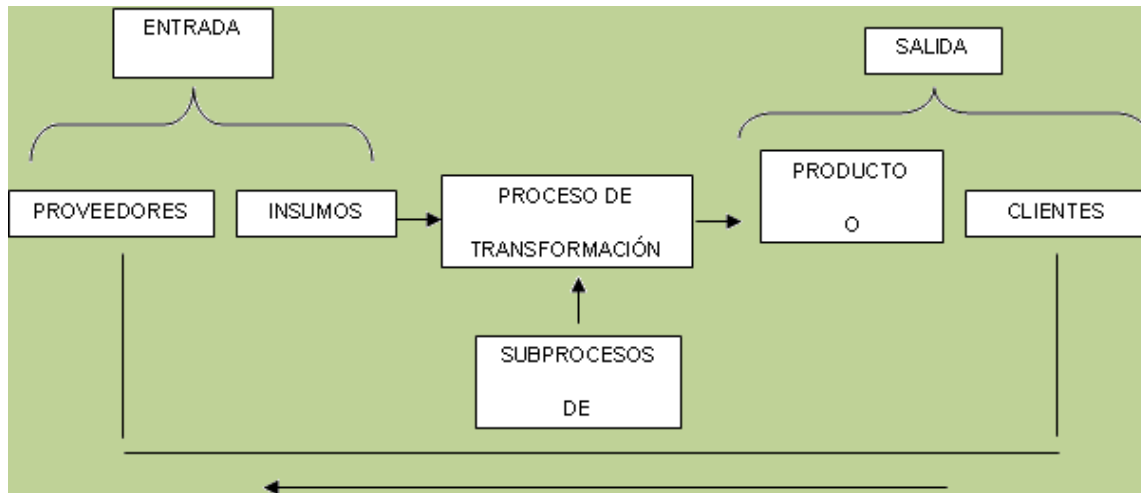 ENTRADA
SALIDA
PROVEEDORES
INSUMOS
PROCESO DE
TRANSFORMACIÓN
PRODUCTO
O
CLIENTES
SUBPROCESOS
DE